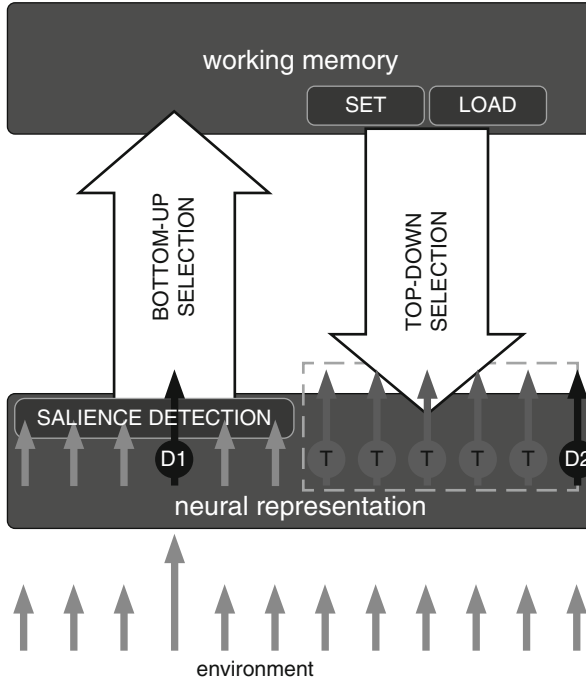 working memory
SET
LOAD
BOTTOM-UP
SELECTION
TOP-DOWN
SELECTION
SALIENCE DETECTION
D1
T
T
T
T
T
D2
neural representation
environment